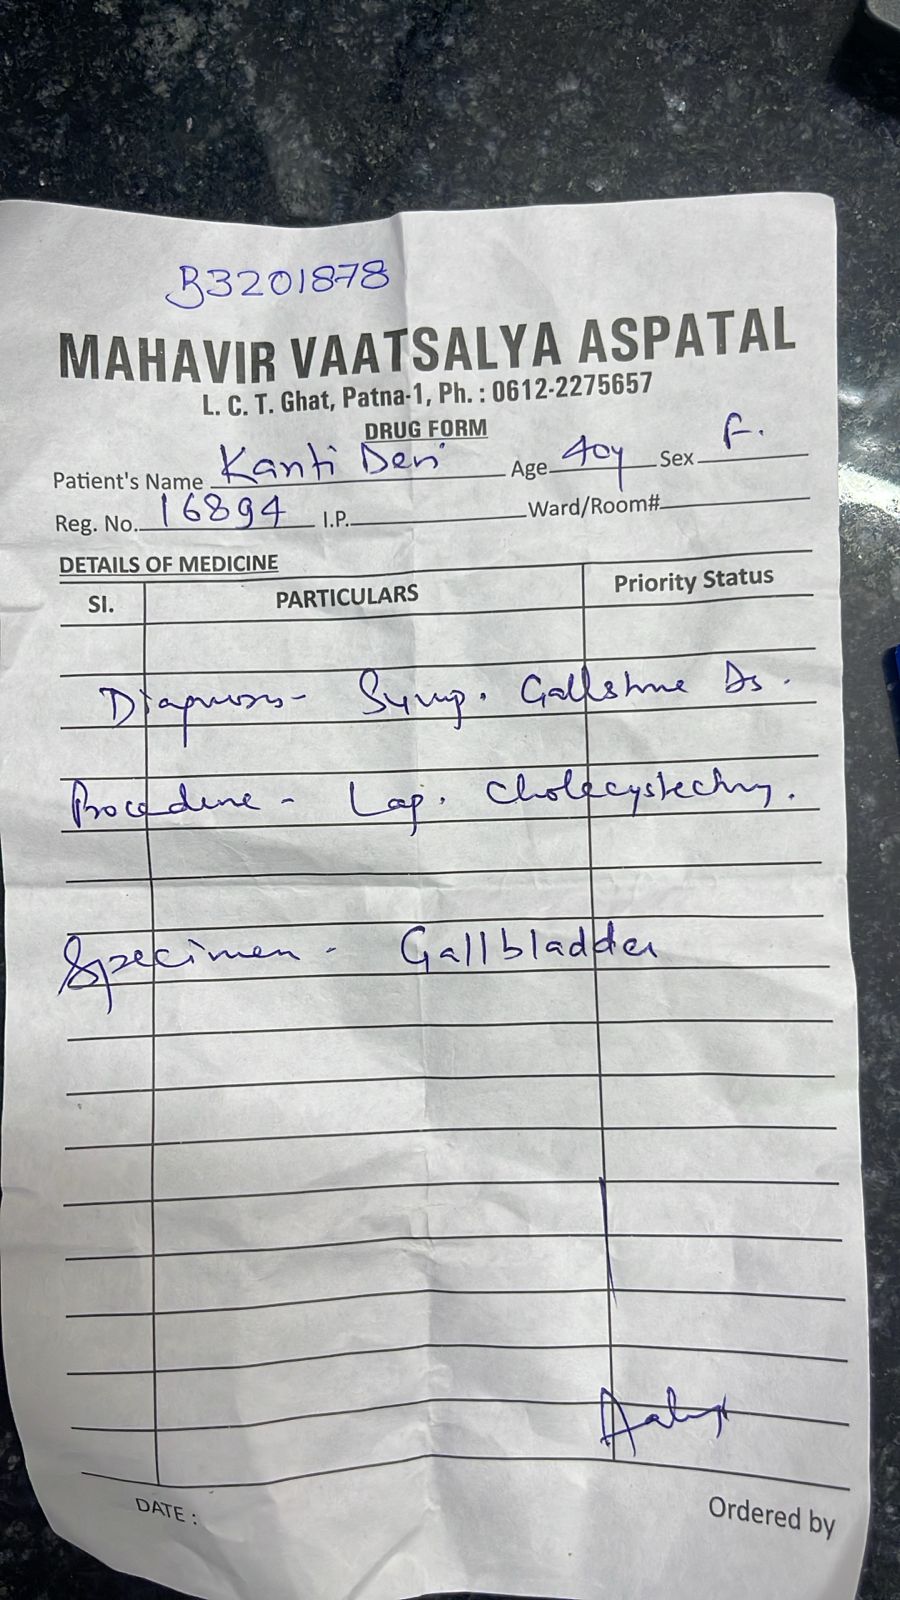 B3201878
MAHAVIR VAATSALYA ASPATAL
L. C. T. Ghat, Patna-1, Ph. : 0612-2275657
DRUG FORM
Patient's Name Kanti Devi Age 40y Sex F.
Reg. No. 16894 I.P. Ward/Room#
DETAILS OF MEDICINE
SI. PARTICULARS Priority Status
Diagnosis - Symp. Gallstone Ds.
Procedure - Lap. Cholecystectomy.
Specimen - Gallbladder
DATE : Ordered by